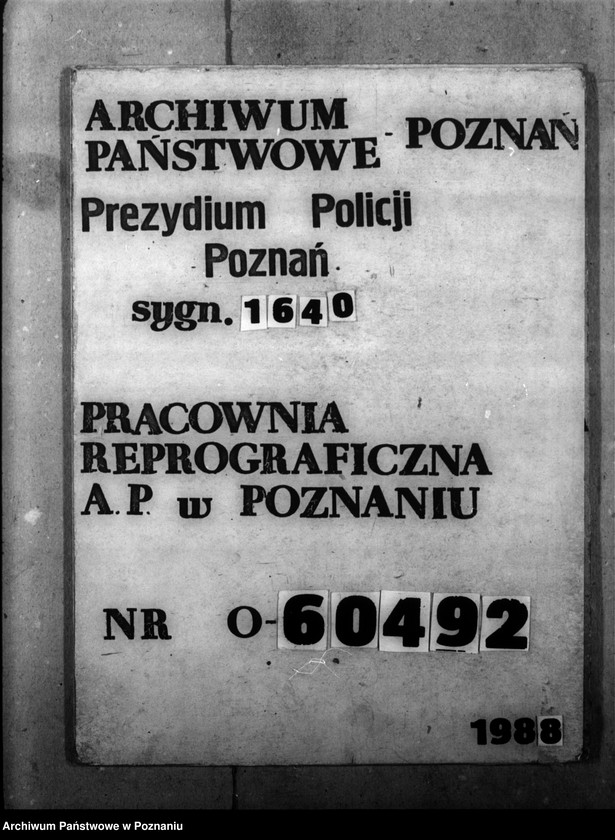 ARCHIWUM
PAŃSTWOWE - POZNAŃ
Prezydium Policji
Poznań
sygn. 1640
PRACOWNIA
REPROGRAFICZNA
A.P. w POZNANIU
NR O-60492
1988
Archiwum Państwowe w Poznaniu